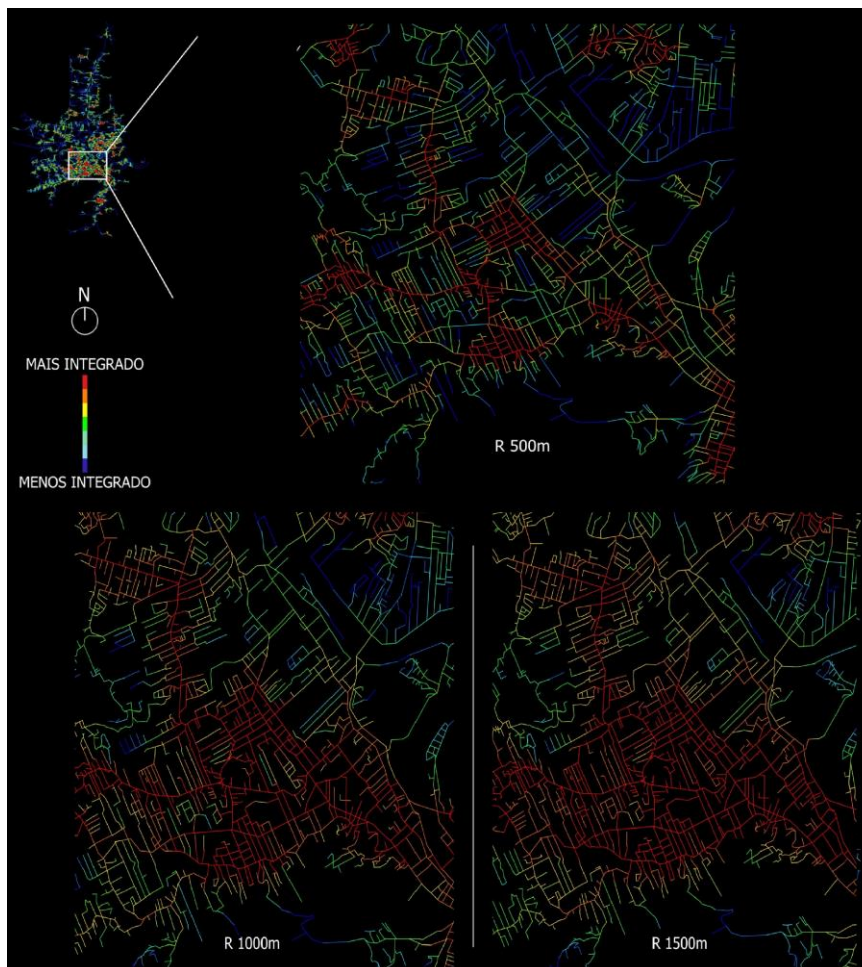 N
MAIS INTEGRADO
MENOS INTEGRADO
R 500m
R 1000m
R 1500m